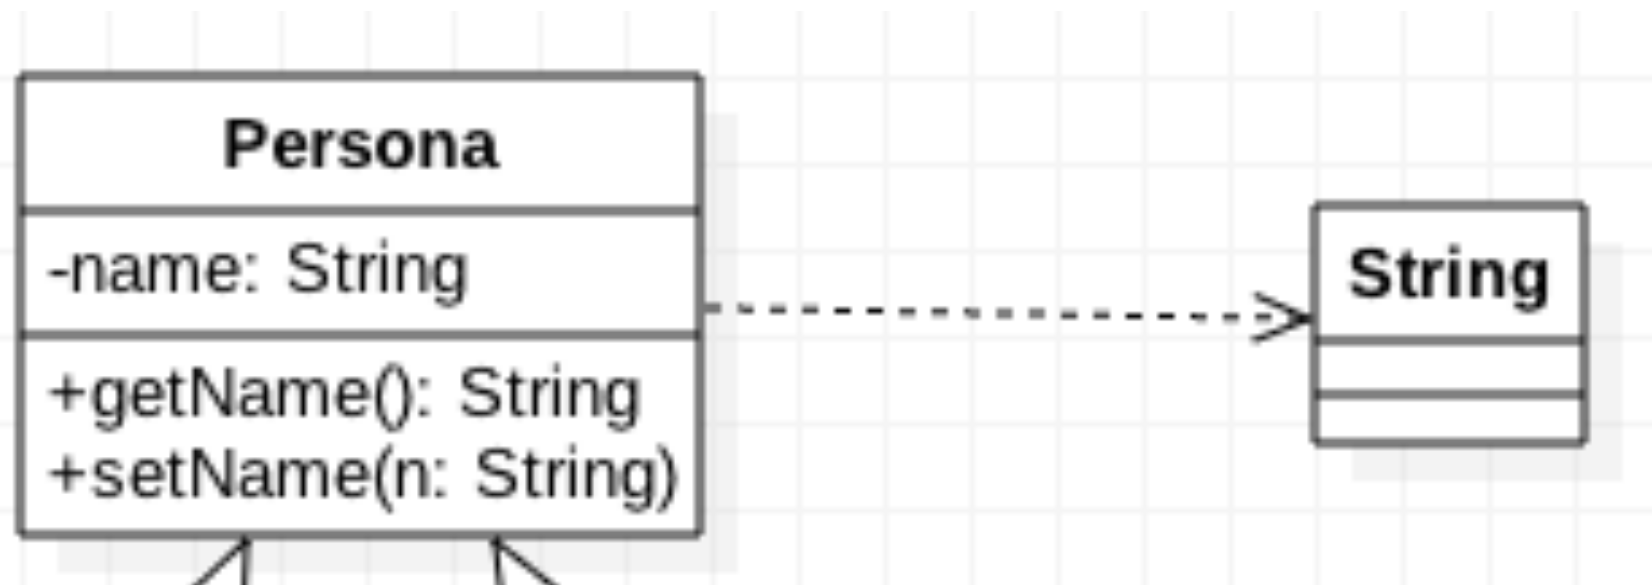 Persona
-name: String
+getName(): String
+setName(n: String)
String